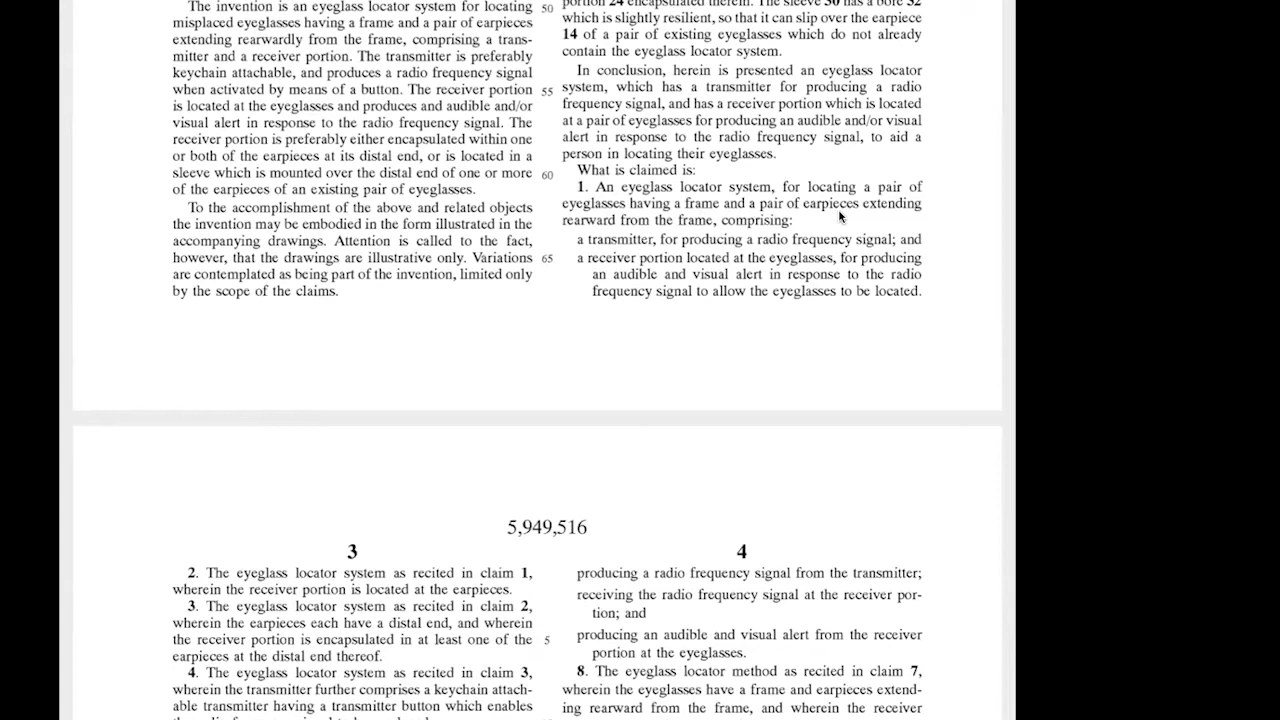 The invention is an eyeglass locator system for locating
misplaced eyeglasses having a frame and a pair of earpieces
extending rearwardly from the frame, comprising a trans-
mitter and a receiver portion. The transmitter is preferably
keychain attachable, and produces a radio frequency signal
when activated by means of a button. The receiver portion
is located at the eyeglasses and produces and audible and/or
visual alert in response to the radio frequency signal. The
receiver portion is preferably either encapsulated within one
or both of the earpieces at its distal end, or is located in a
sleeve which is mounted over the distal end of one or more
of the earpieces of an existing pair of eyeglasses.
To the accomplishment of the above and related objects
the invention may be embodied in the form illustrated in the
accompanying drawings. Attention is called to the fact,
however, that the drawings are illustrative only. Variations
are contemplated as being part of the invention, limited only
by the scope of the claims.
50
55
60
65
portion 24 encapsulated therein. The sleeve 30 has a bore 32
which is slightly resilient, so that it can slip over the earpiece
14 of a pair of existing eyeglasses which do not already
contain the eyeglass locator system.
In conclusion, herein is presented an eyeglass locator
system, which has a transmitter for producing a radio
frequency signal, and has a receiver portion which is located
at a pair of eyeglasses for producing an audible and/or visual
alert in response to the radio frequency signal, to aid a
person in locating their eyeglasses.
What is claimed is:
1. An eyeglass locator system, for locating a pair of
eyeglasses having a frame and a pair of earpieces extending
rearward from the frame, comprising:
a transmitter, for producing a radio frequency signal; and
a receiver portion located at the eyeglasses, for producing
an audible and visual alert in response to the radio
frequency signal to allow the eyeglasses to be located.
5,949,516
3
2. The eyeglass locator system as recited in claim 1,
wherein the receiver portion is located at the earpieces.
3. The eyeglass locator system as recited in claim 2,
wherein the earpieces each have a distal end, and wherein
the receiver portion is encapsulated in at least one of the
earpieces at the distal end thereof.
4. The eyeglass locator system as recited in claim 3,
wherein the transmitter further comprises a keychain attach-
able transmitter having a transmitter button which enables
5
4
producing a radio frequency signal from the transmitter;
receiving the radio frequency signal at the receiver por-
tion; and
producing an audible and visual alert from the receiver
portion at the eyeglasses.
8. The eyeglass locator method as recited in claim 7,
wherein the eyeglasses have a frame and earpieces extend-
ing rearward from the frame, and wherein the receiver